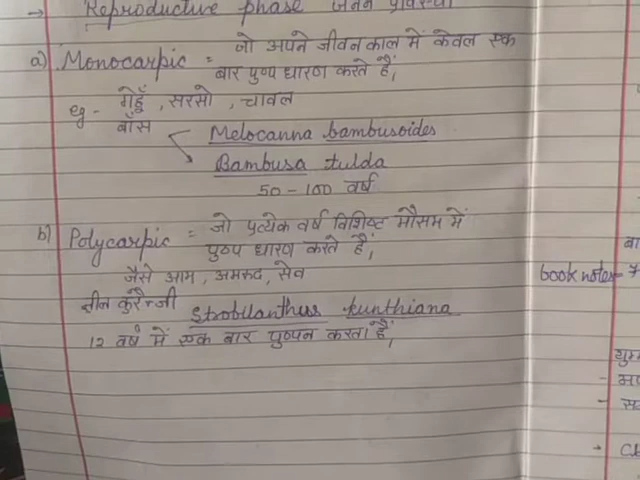 → Reproductive phase जनन प्रावस्था
a) Monocarpic = जो अपने जीवन काल में केवल एक
बार पुष्प धारण करते हैं,
eg - गेहूँ, सरसो, चावल
बाँस Melocanna bambusoides
Bambusa tulda
50 - 100 वर्ष
b) Polycarpic = जो प्रत्येक वर्ष विशिष्ट मौसम में
पुष्प धारण करते हैं,
जैसे आम, अमरुद, सेव
Strobilanthus kunthiana
12 वर्ष में एक बार पुष्पन करता हैं,
book notes = 7